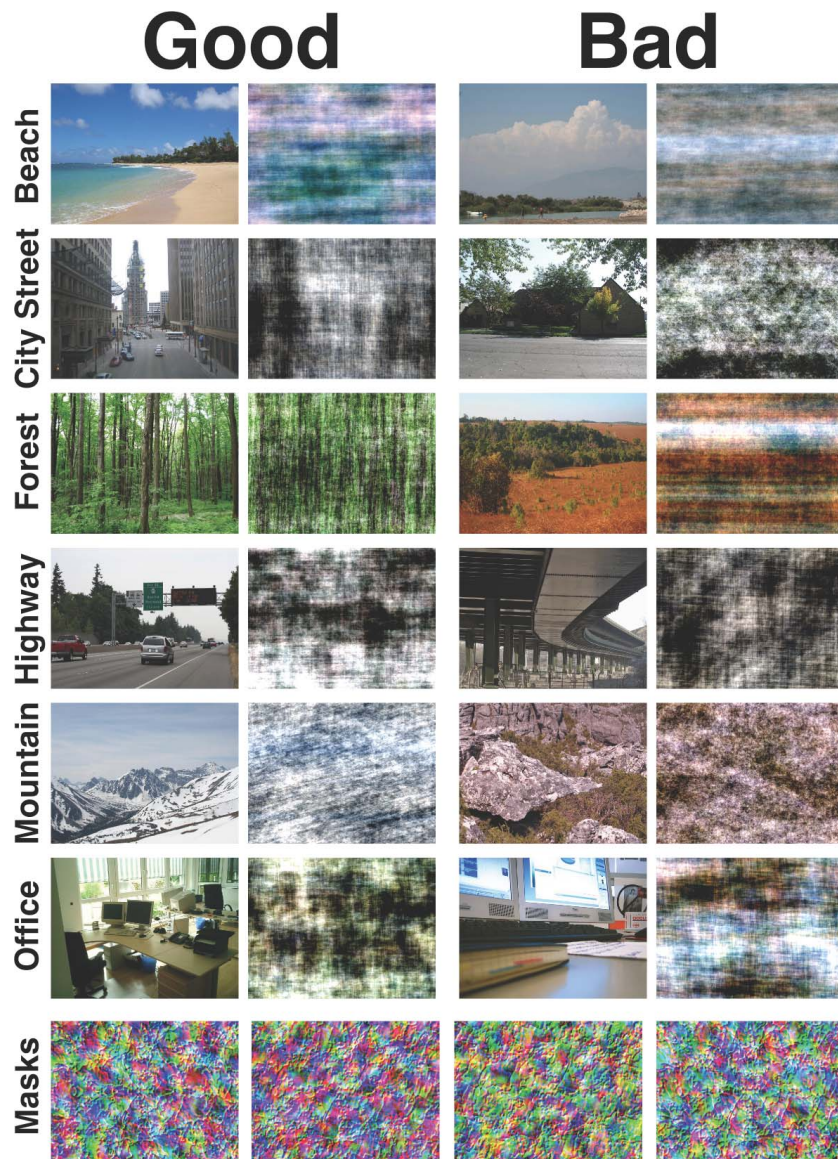 Good Bad
Beach
City Street
Forest
Highway
Mountain
Office
Masks